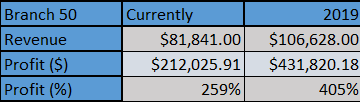 Branch 50 Currently 2019
Revenue $81,841.00 $106,628.00
Profit ($) $212,025.91 $431,820.18
Profit (%) 259% 405%